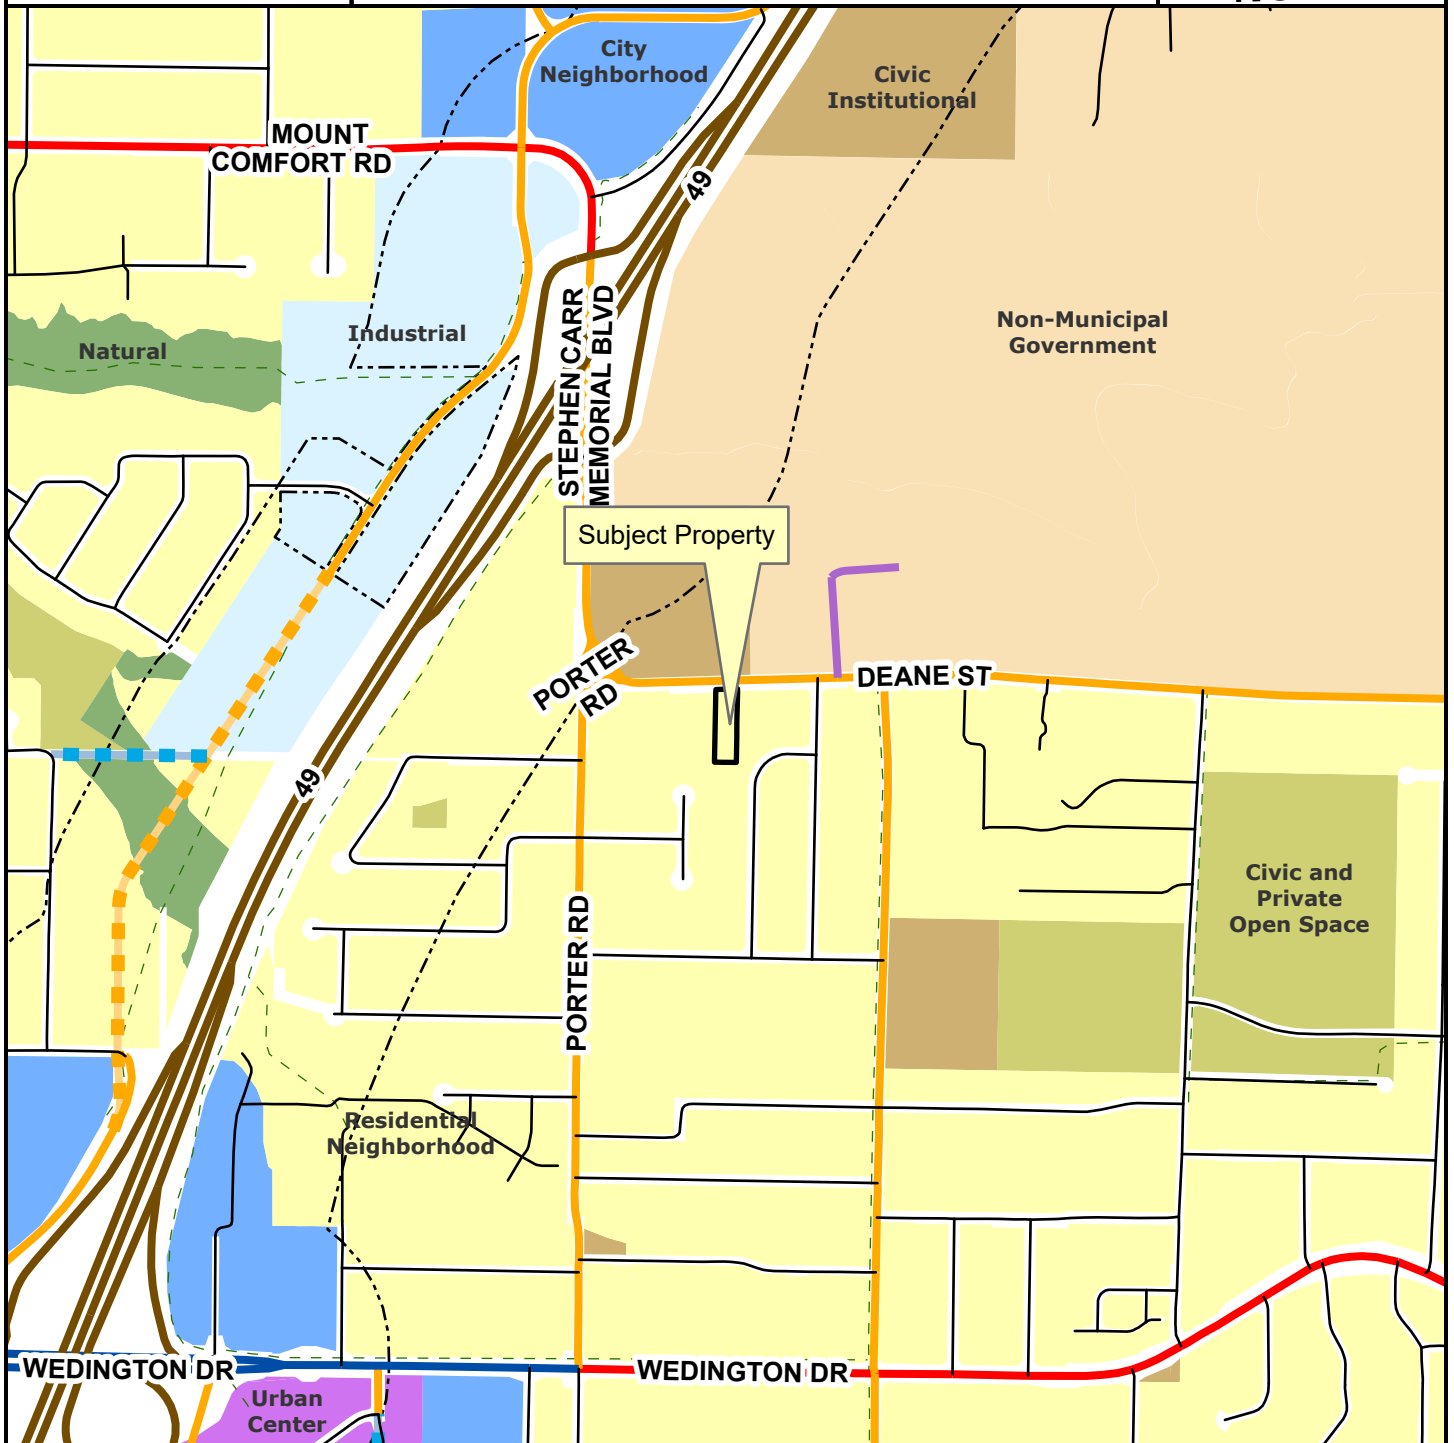 City
Neighborhood
Civic
Institutional
MOUNT
COMFORT RD
49
Non-Municipal
Government
Natural
Industrial
STEPHEN CARR
MEMORIAL BLVD
Subject Property
PORTER
RD
DEANE ST
49
Civic and
Private
Open Space
PORTER RD
Residential
Neighborhood
WEDINGTON DR
WEDINGTON DR
Urban
Center